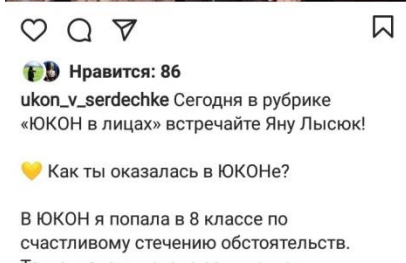 Нравится: 86
ukon_v_serdechke Сегодня в рубрике
«ЮКОН в лицах» встречайте Яну Лысюк!
💛 Как ты оказалась в ЮКОНе?
В ЮКОН я попала в 8 классе по
счастливому стечению обстоятельств.